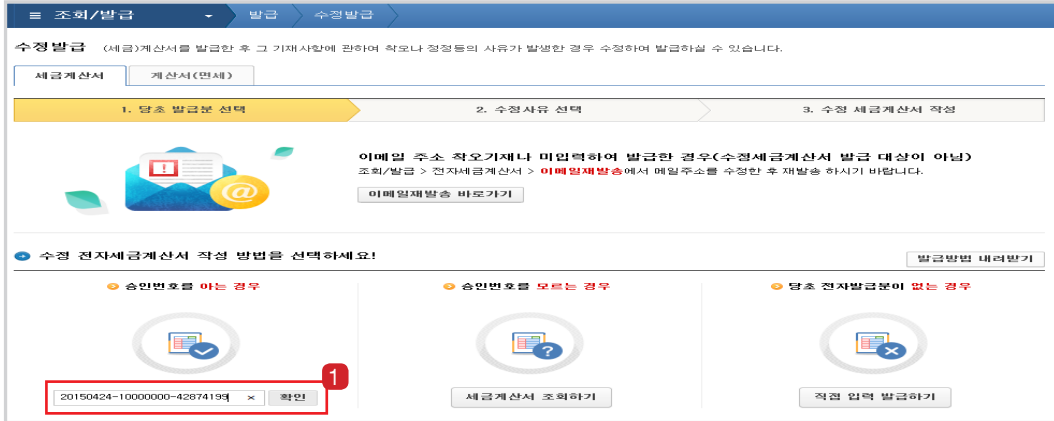 ≡ 조회/발급 발급 수정발급
수정발급 (세금)계산서를 발급한 후 그 기재사항에 관하여 착오나 정정등의 사유가 발생한 경우 수정하여 발급하실 수 있습니다.
세금계산서 계산서(면세)
1. 당초 발급분 선택 2. 수정사유 선택 3. 수정 세금계산서 작성
이메일 주소 착오기재나 미입력하여 발급한 경우(수정세금계산서 발급 대상이 아님)
조회/발급 > 전자세금계산서 > 이메일재발송에서 메일주소를 수정한 후 재발송 하시기 바랍니다.
이메일재발송 바로가기
수정 전자세금계산서 작성 방법을 선택하세요!
발급방법 내려받기
승인번호를 아는 경우 승인번호를 모르는 경우 당초 전자발급분이 없는 경우
1
20150424-10000000-42874199 × 확인 세금계산서 조회하기 직접 입력 발급하기